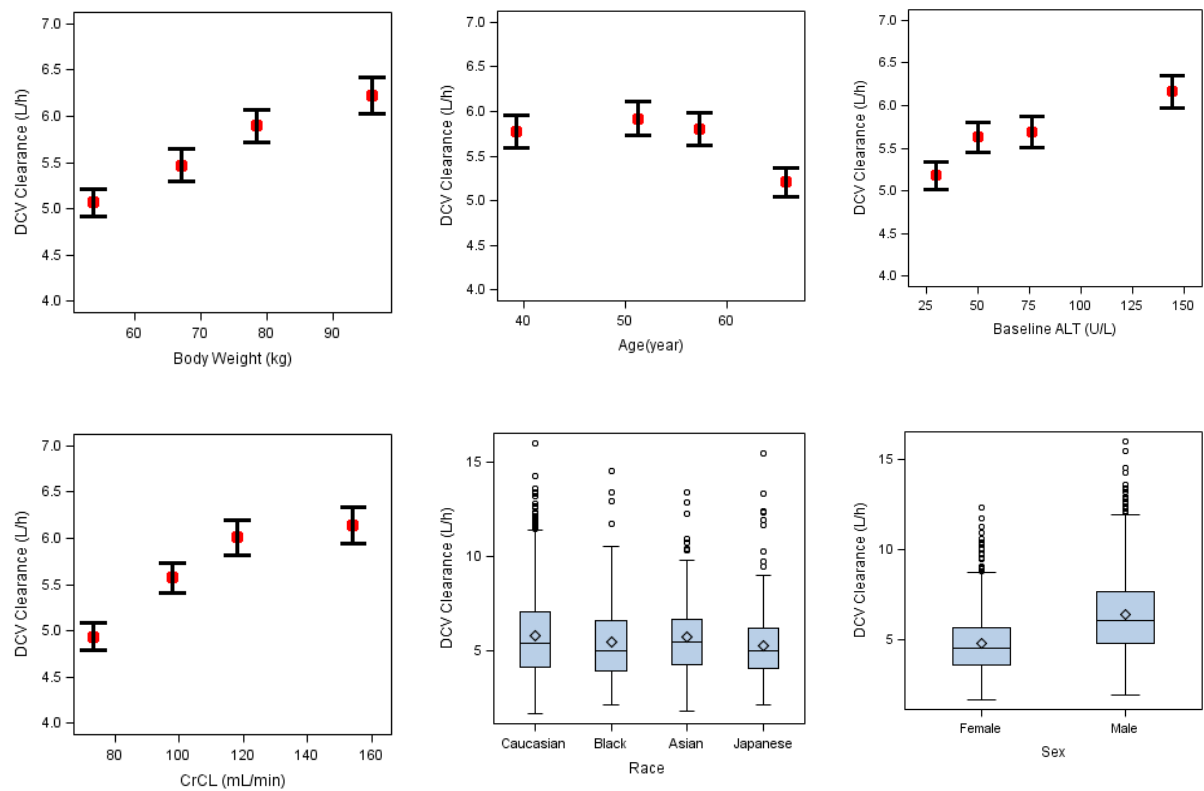 7.0
6.5
6.0
5.5
5.0
4.5
4.0
DCV Clearance (L/h)
60 70 80 90
Body Weight (kg)
7.0
6.5
6.0
5.5
5.0
4.5
4.0
DCV Clearance (L/h)
40 50 60
Age(year)
7.0
6.5
6.0
5.5
5.0
4.5
4.0
DCV Clearance (L/h)
25 50 75 100 125 150
Baseline ALT (U/L)
7.0
6.5
6.0
5.5
5.0
4.5
4.0
DCV Clearance (L/h)
80 100 120 140 160
CrCL (mL/min)
15
10
5
DCV Clearance (L/h)
Caucasian Black Asian Japanese
Race
15
10
5
DCV Clearance (L/h)
Female Male
Sex